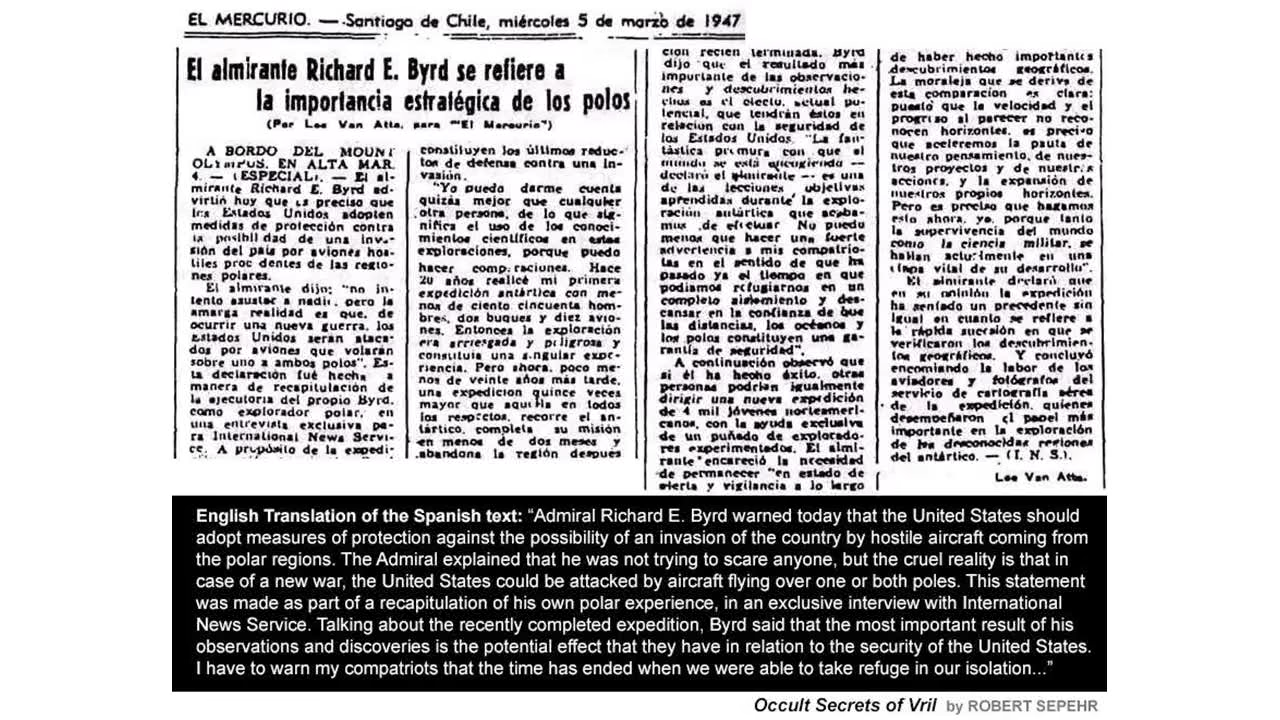 EL MERCURIO. — Santiago de Chile, miércoles 5 de marzo de 1947
El almirante Richard E. Byrd se refiere a
la importancia estratégica de los polos
(Por Lee Van Atta, para "El Mercurio")
A BORDO DEL MOUNT
OLYMPUS, EN ALTA MAR,
4. — (ESPECIAL). — El al-
mirante Richard E. Byrd ad-
virtió hoy que es preciso que
los Estados Unidos adopten
medidas de protección contra
la posibilidad de una inva-
sión del país por aviones hos-
tiles procedentes de las regio-
nes polares.
El almirante dijo: "no in-
tento asustar a nadie, pero la
amarga realidad es que, de
ocurrir una nueva guerra, los
Estados Unidos serán ataca-
dos por aviones que volarán
sobre uno o ambos polos". Es-
ta declaración fué hecha a
manera de recapitulación de
la ejecutoria del propio Byrd,
como explorador polar, en
una entrevista exclusiva pa-
ra International News Servi-
ce. A propósito de la expedi-
constituyen los últimos reduc-
tos de defensa contra una in-
vasión.
"Yo puedo darme cuenta
quizás mejor que cualquier
otra persona, de lo que sig-
nifica el uso de los conoci-
mientos científicos en estas
exploraciones, porque puedo
hacer comparaciones. Hace
20 años realicé mi primera
expedición antártica con me-
nos de ciento cincuenta hom-
bres, dos buques y diez avio-
nes. Entonces la exploración
era arriesgada y peligrosa y
constituía una singular expe-
riencia. Pero ahora, poco me-
nos de veinte años más tarde,
una expedicion quince veces
mayor que aquella en todos
los respectos, recorre el an-
tártico, completa su misión
en menos de dos meses y
abandona la región después
ción recien terminada, Byrd
dijo que el resultado más
importante de las observacio-
nes y descubrimientos he-
chos es el efecto, actual po-
tencial, que tendrán éstos en
relación con la seguridad de
los Estados Unidos. "La fan-
tástica premura con que el
mundo se está encogiendo —
declaró el almirante — es una
de las lecciones objetivas
aprendidas durante la explo-
ración antártica que acaba-
mos de efectuar. No puedo
menos que hacer una fuerte
advertencia a mis compatrio-
tas en el sentido de que ha
pasado ya el tiempo en que
podíamos refugiarnos en un
completo aislamiento y des-
cansar en la confianza de que
las distancias, los océanos y
los polos constituyen una ga-
rantía de seguridad".
A continuación observó que
si él ha hecho éxito, otras
personas podrían igualmente
dirigir una nueva expedición
de 4 mil jóvenes norteameri-
canos, con la ayuda exclusiva
de un puñado de explorado-
res experimentados. El almi-
rante encareció la necesidad
de permanecer "en estado de
alerta y vigilancia a lo largo
de haber hecho importantes
descubrimientos geográficos.
La moraleja que se deriva de
esta comparación es clara:
puesto que la velocidad y el
progreso al parecer no reco-
nocen horizontes, es preciso
que aceleremos la pauta de
nuestro pensamiento, de nues-
tros proyectos y de nuestras
acciones, y la expansión de
nuestros propios horizontes.
Pero es preciso que hagamos
esto ahora, porque tanto
la supervivencia del mundo
como la ciencia militar, se
hallan actualmente en una
etapa vital de su desarrollo".
El almirante declaró que
en su opinión la expedición
ha sentado un precedente sin
igual en cuanto se refiere a
la rápida sucesión en que se
verificaron los descubrimien-
tos geográficos. Y concluyó
encomiando la labor de los
aviadores y fotógrafos del
servicio de cartografía aérea
de la expedición, quienes
desempeñaron el papel más
importante en la exploración
de las desconocidas regiones
del antártico. — (I. N. S.).
Lee Van Atta.
English Translation of the Spanish text: “Admiral Richard E. Byrd warned today that the United States should
adopt measures of protection against the possibility of an invasion of the country by hostile aircraft coming from
the polar regions. The Admiral explained that he was not trying to scare anyone, but the cruel reality is that in
case of a new war, the United States could be attacked by aircraft flying over one or both poles. This statement
was made as part of a recapitulation of his own polar experience, in an exclusive interview with International
News Service. Talking about the recently completed expedition, Byrd said that the most important result of his
observations and discoveries is the potential effect that they have in relation to the security of the United States.
I have to warn my compatriots that the time has ended when we were able to take refuge in our isolation...”
Occult Secrets of Vril by ROBERT SEPEHR